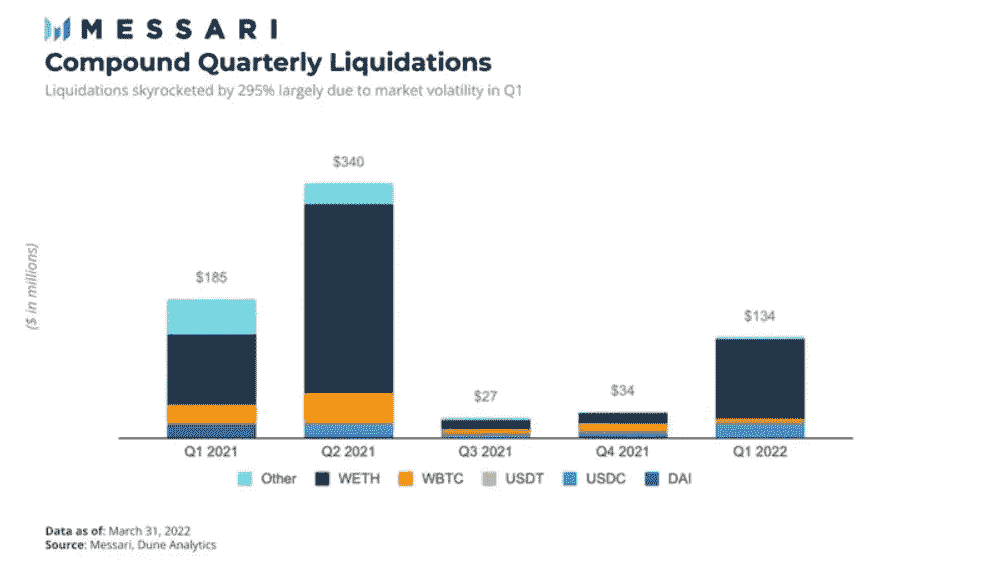 MESSARI
Compound Quarterly Liquidations
Liquidations skyrocketed by 295% largely due to market volatility in Q1
($ in millions)
$185
$340
$27
$34
$134
Q1 2021
Q2 2021
Q3 2021
Q4 2021
Q1 2022
Other WETH WBTC USDT USDC DAI
Data as of: March 31, 2022
Source: Messari, Dune Analytics